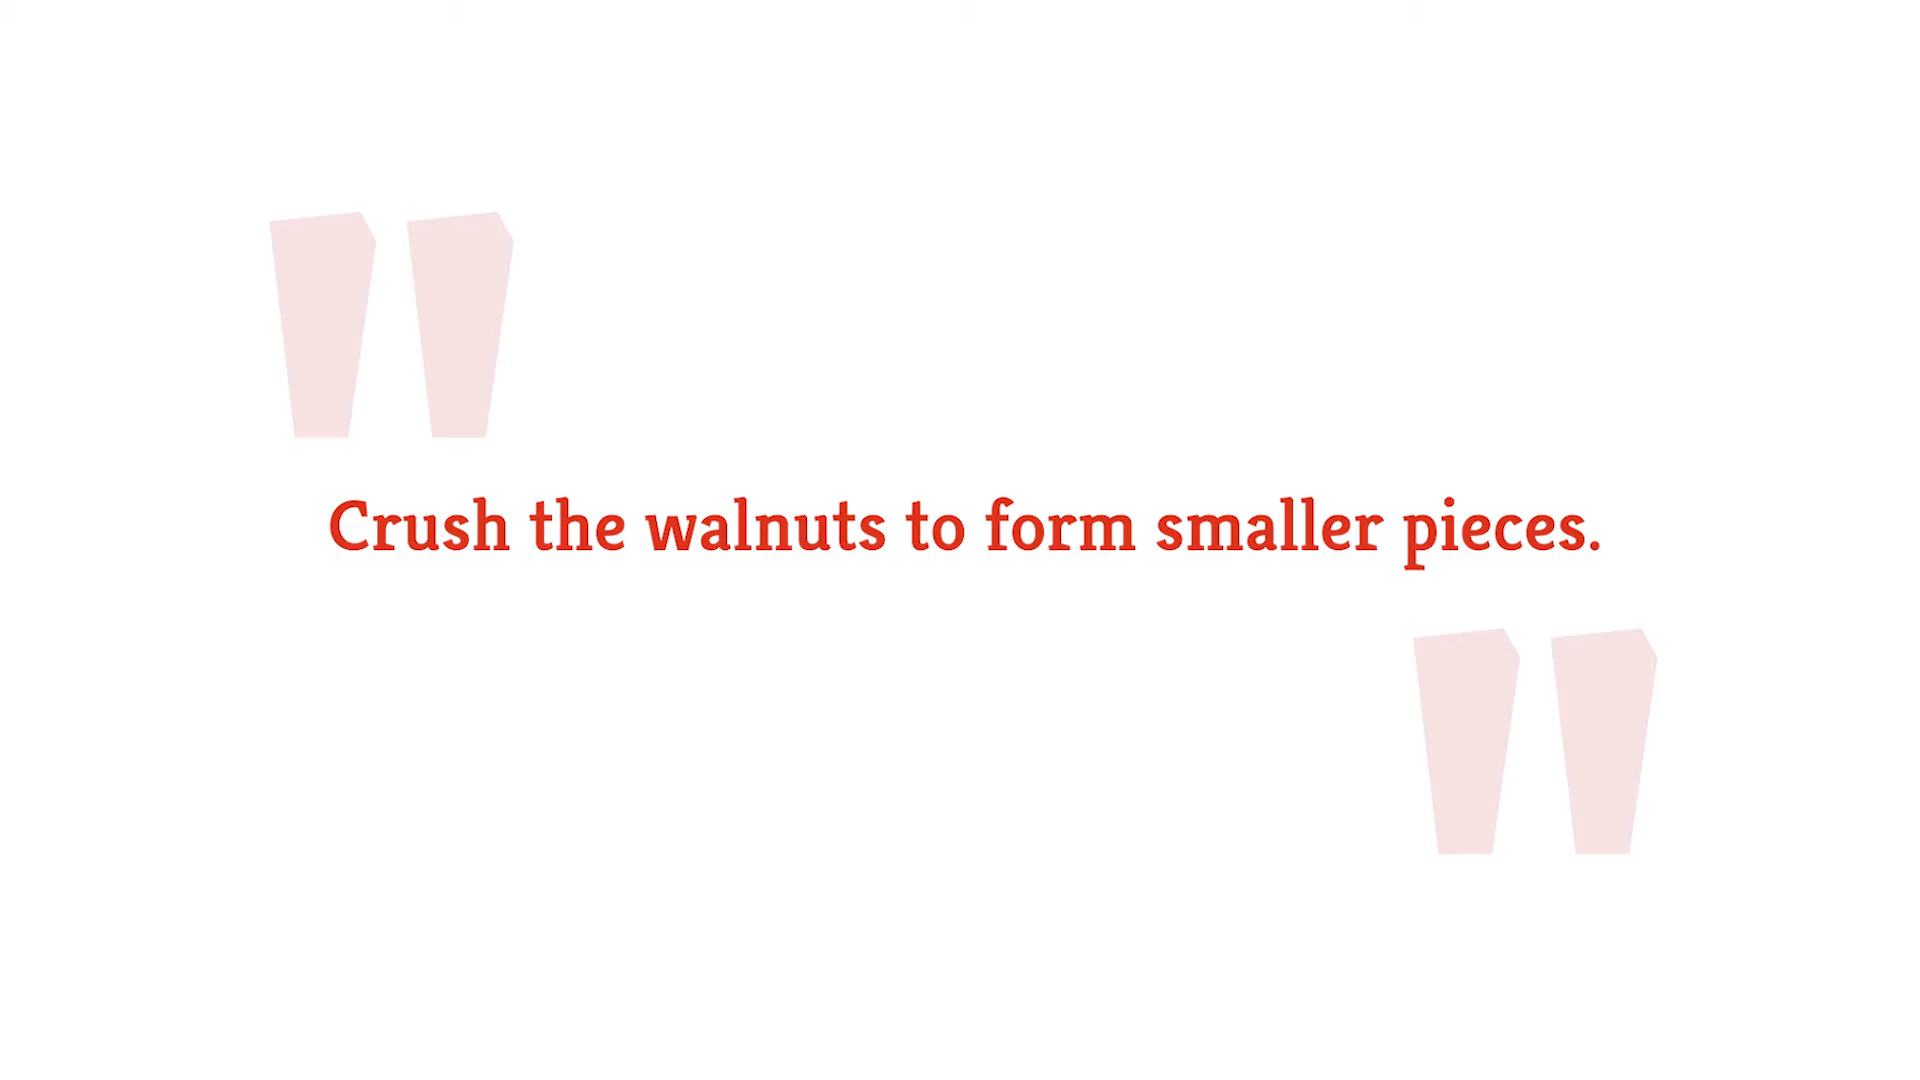 "
Crush the walnuts to form smaller pieces.
"